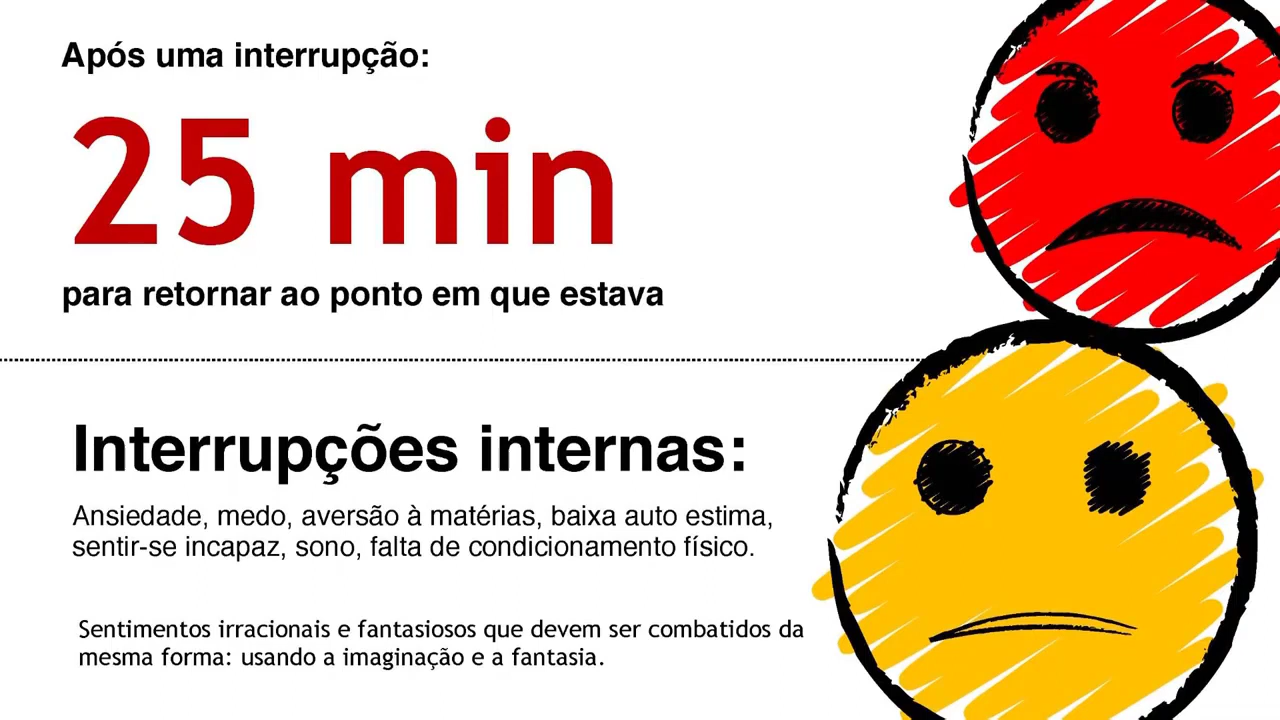 Após uma interrupção:
25 min
para retornar ao ponto em que estava
Interrupções internas:
Ansiedade, medo, aversão à matérias, baixa auto estima,
sentir-se incapaz, sono, falta de condicionamento físico.
Sentimentos irracionais e fantasiosos que devem ser combatidos da
mesma forma: usando a imaginação e a fantasia.